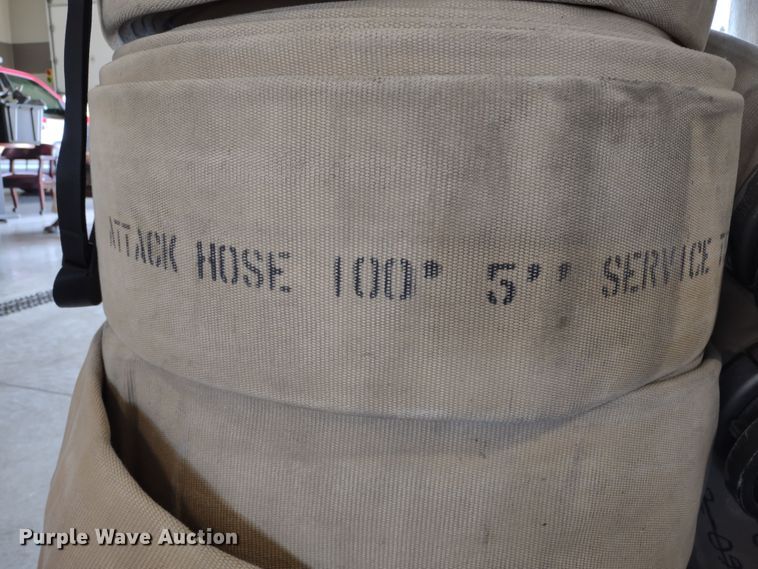 ATTACK HOSE 100' 5'' SERVICE T
Purple Wave Auction